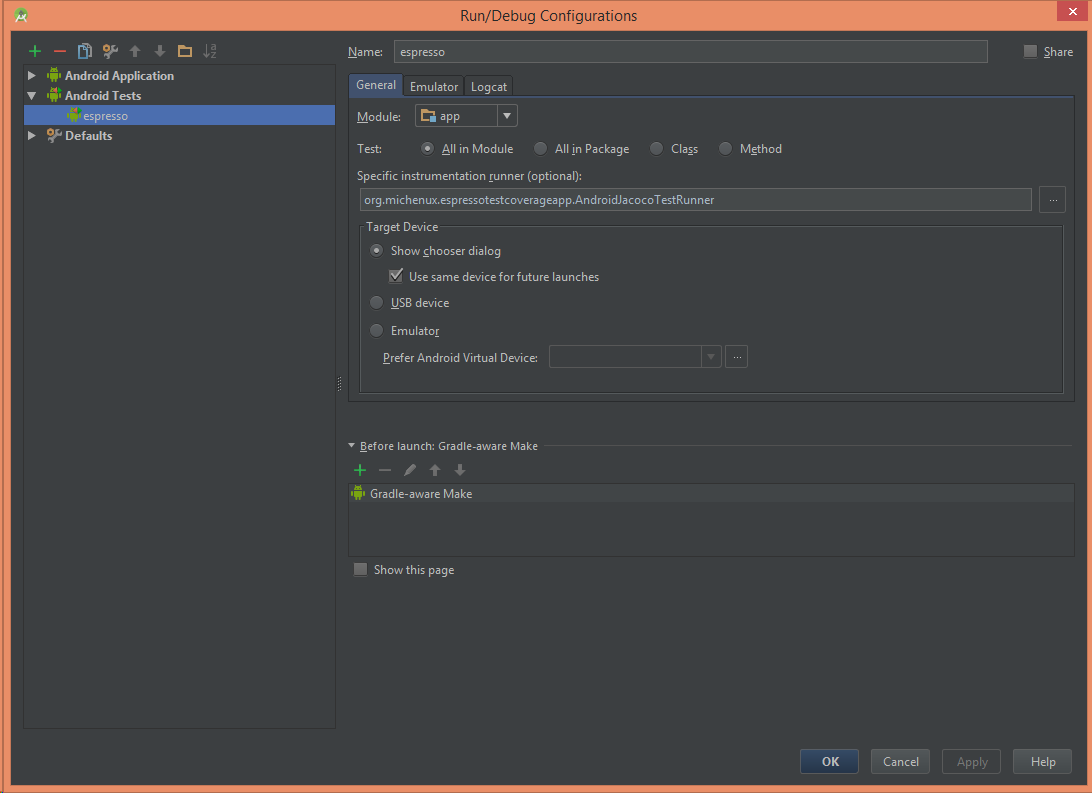 Run/Debug Configurations
Name: espresso Share
Android Application
Android Tests
espresso
Defaults
General Emulator Logcat
Module: app
Test: All in Module All in Package Class Method
Specific instrumentation runner (optional):
org.michenux.espressotestcoverageapp.AndroidJacocoTestRunner ...
Target Device
Show chooser dialog
Use same device for future launches
USB device
Emulator
Prefer Android Virtual Device: ...
Before launch: Gradle-aware Make
Gradle-aware Make
Show this page
OK Cancel Apply Help